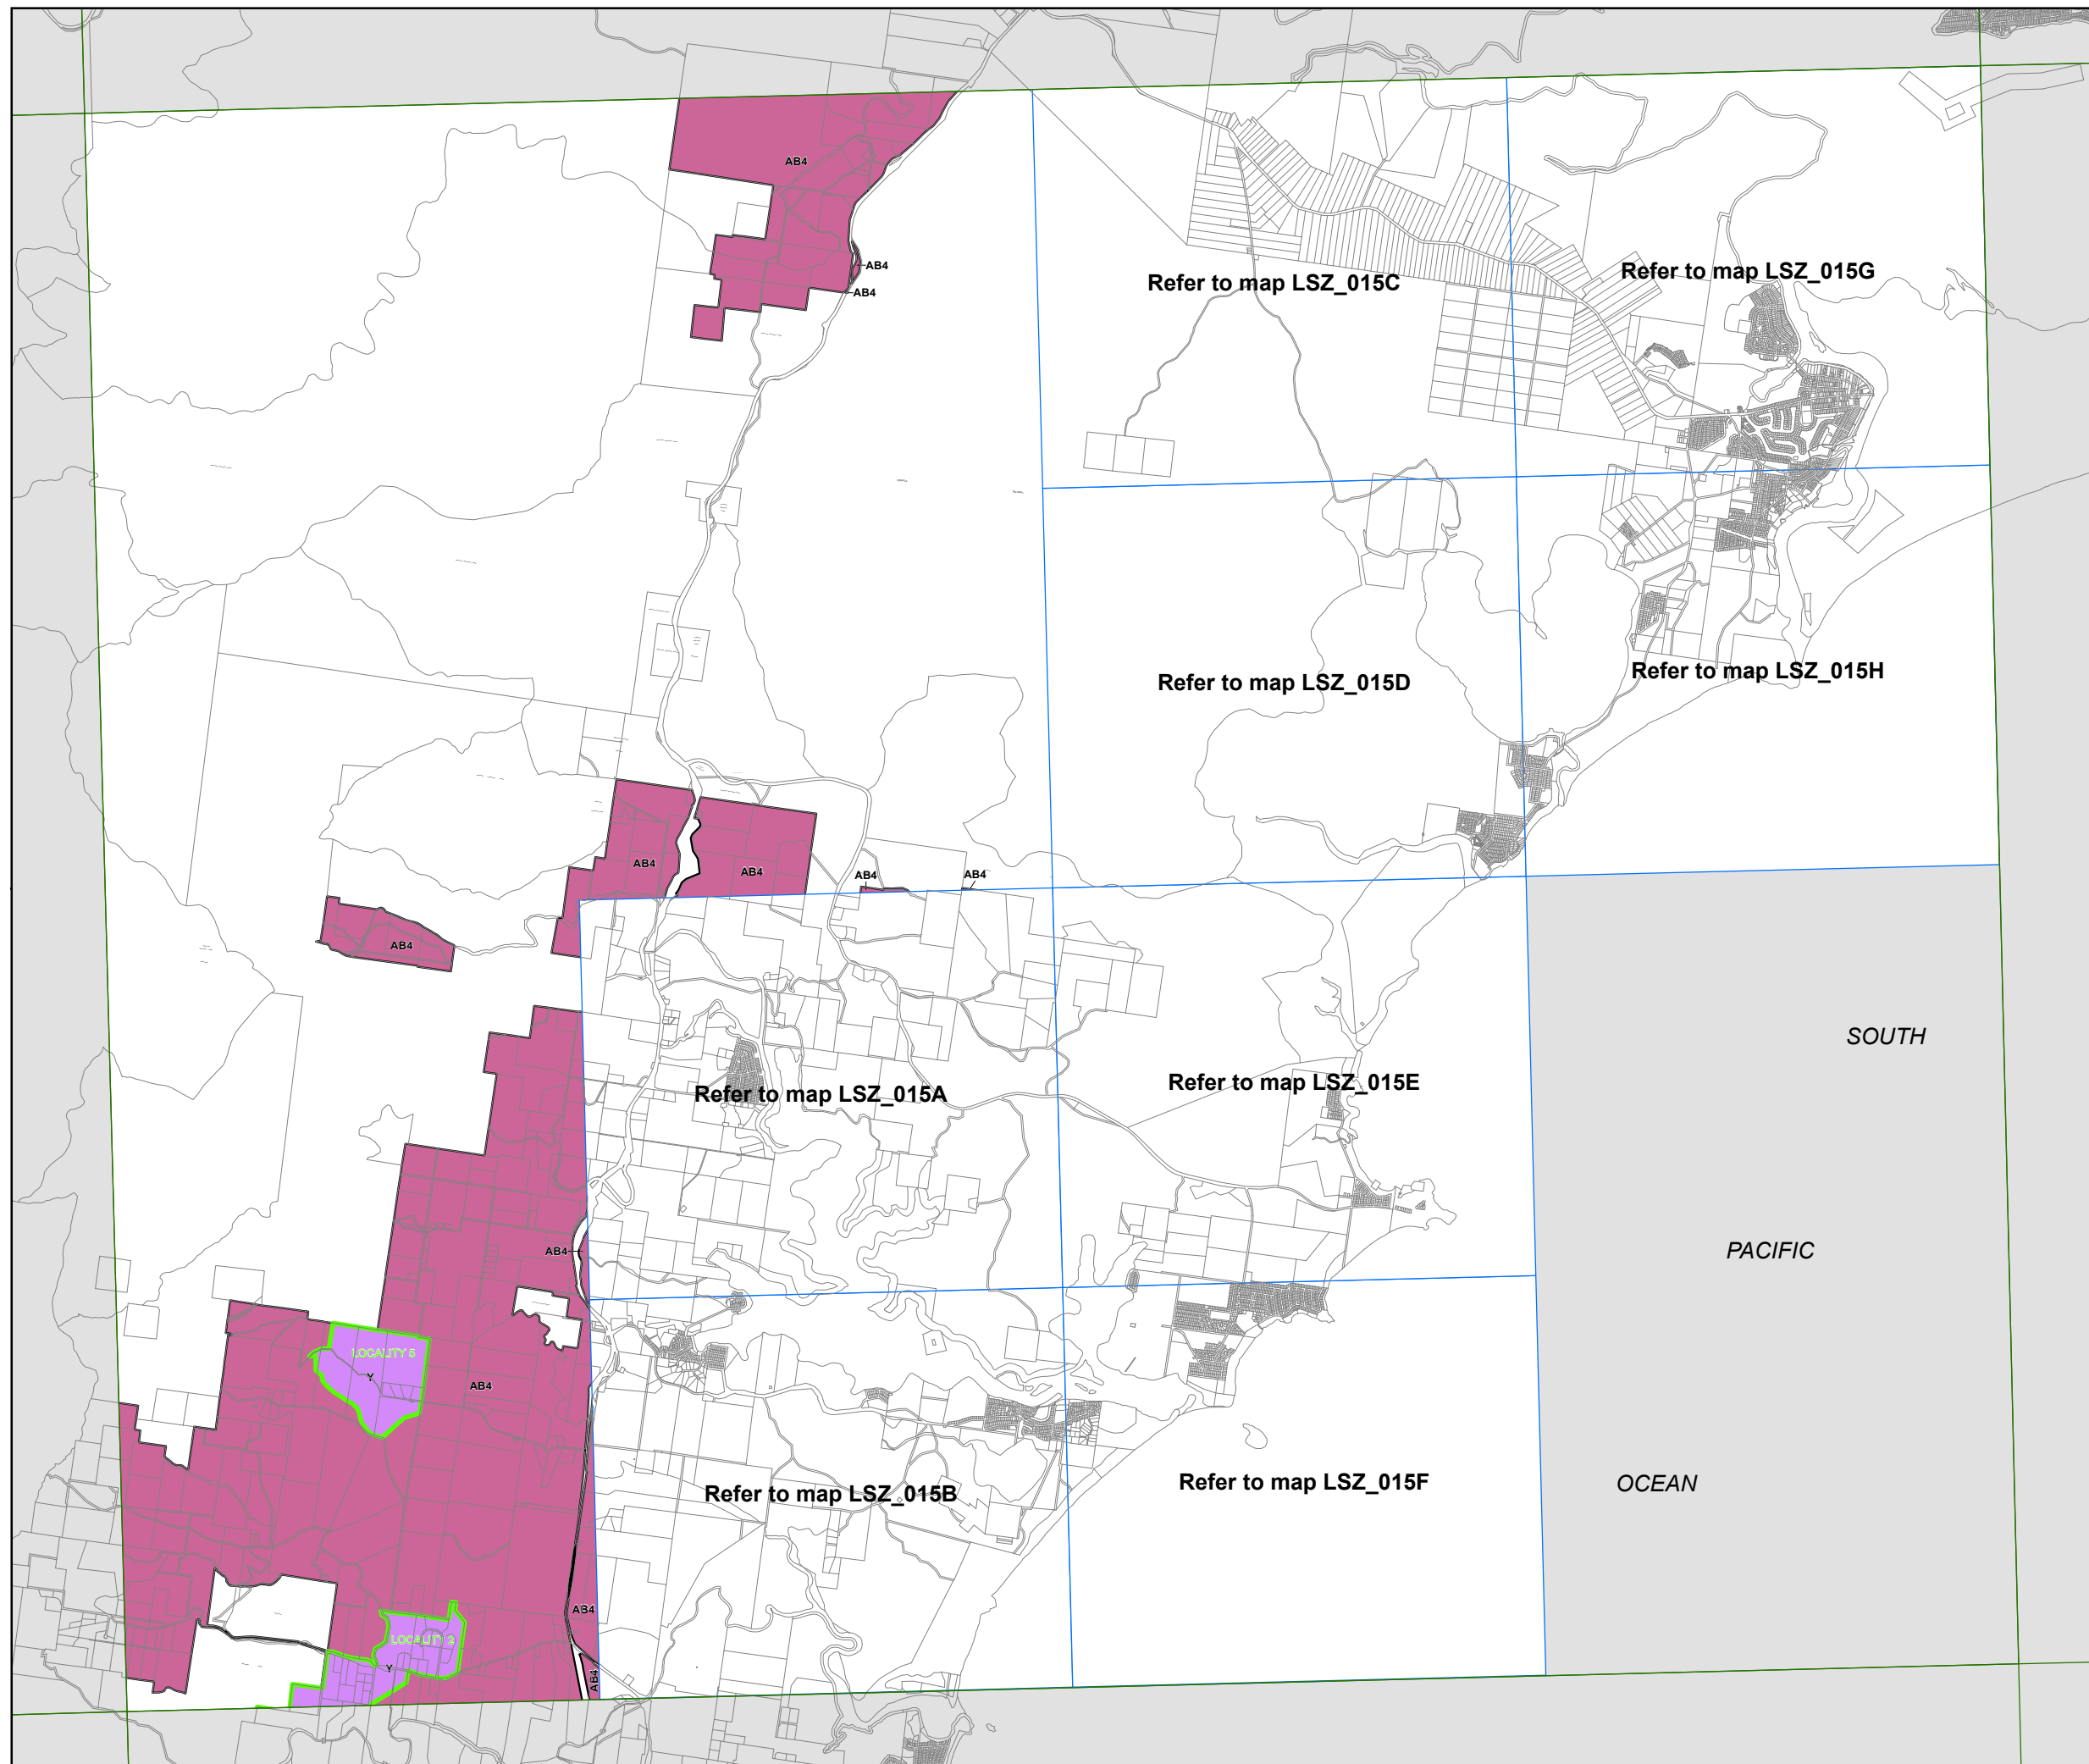 AB4
AB4
AB4
Refer to map LSZ_015C
Refer to map LSZ_015G
Refer to map LSZ_015D
Refer to map LSZ_015H
AB4
AB4
AB4
AB4
AB4
SOUTH
Refer to map LSZ_015A
Refer to map LSZ_015E
AB4
PACIFIC
LOCALITY 5
Y
AB4
Refer to map LSZ_015B
Refer to map LSZ_015F
OCEAN
AB4
LOCALITY 2
Y
AB4